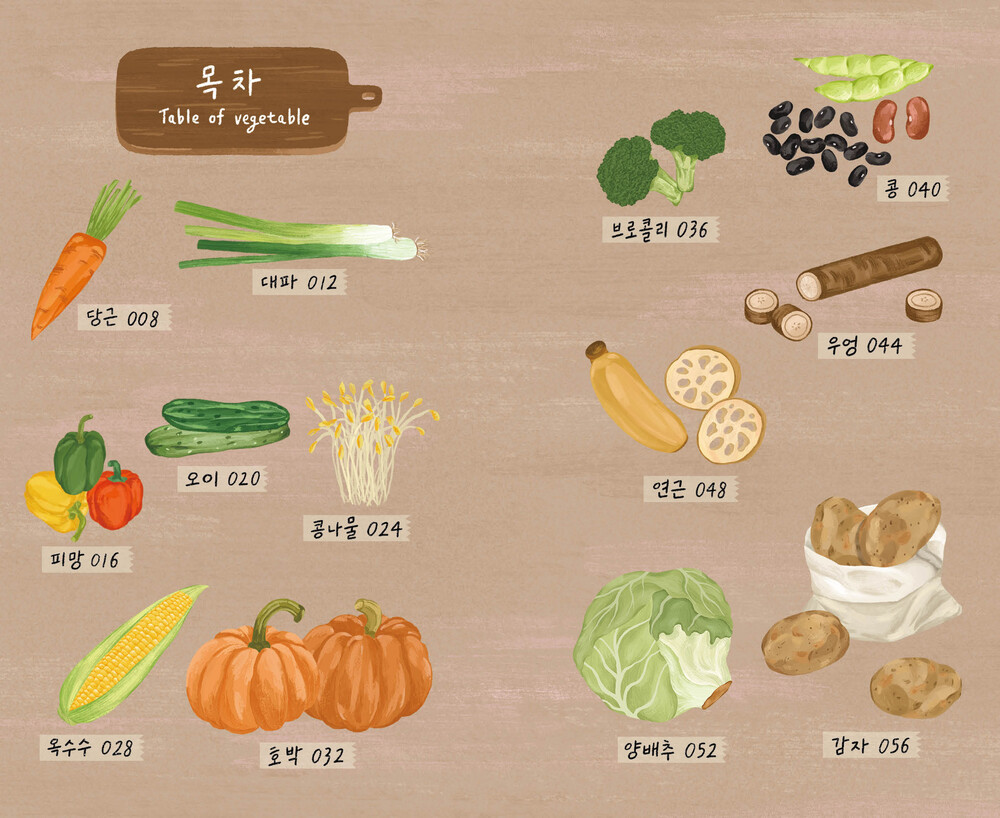 목차
Table of vegetable
당근 008
대파 012
피망 016
오이 020
콩나물 024
옥수수 028
호박 032
브로콜리 036
콩 040
우엉 044
연근 048
양배추 052
감자 056